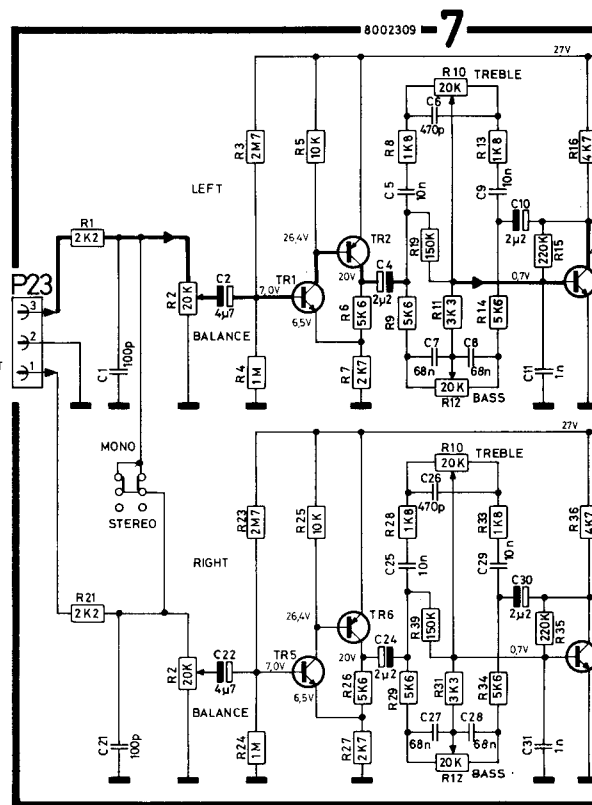 8002309 7
27V
R10 TREBLE
20K
C6
470p
R3 2M7
R5 10K
R8 1K8
R13 1K8
R16 4K7
C5 10n
C9 10n
LEFT
R1
2K2
26,4V
TR2
R19 150K
C10
2µ2
R15 220K
P23
3
2
1
R2 20K
C2
4µ7
7,0V
TR1
6,5V
20V
C4
2µ2
0,7V
R6 5K6
R9 5K6
R11 3K3
R14 5K6
BALANCE
C1 100p
R4 1M
R7 2K7
C7
68n
C8
68n
20K
R12 BASS
C11 1n
T
MONO
STEREO
27V
R10 TREBLE
20K
C26
470p
R23 2M7
R25 10K
R28 1K8
R33 1K8
R36 4K7
C25 10n
C29 10n
RIGHT
R21
2K2
26,4V
TR6
R39 150K
C30
2µ2
R35 220K
R2 20K
C22
4µ7
7,0V
TR5
6,5V
20V
C24
2µ2
0,7V
R26 5K6
R29 5K6
R31 3K3
R34 5K6
BALANCE
C21 100p
R24 1M
R27 2K7
C27
68n
C28
68n
20K
R12 BASS
C31 1n